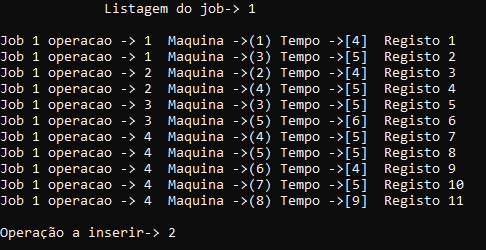 Listagem do job-> 1
Job 1 operacao -> 1  Maquina ->(1) Tempo ->[4]  Registo 1
Job 1 operacao -> 1  Maquina ->(3) Tempo ->[5]  Registo 2
Job 1 operacao -> 2  Maquina ->(2) Tempo ->[4]  Registo 3
Job 1 operacao -> 2  Maquina ->(4) Tempo ->[5]  Registo 4
Job 1 operacao -> 3  Maquina ->(3) Tempo ->[5]  Registo 5
Job 1 operacao -> 3  Maquina ->(5) Tempo ->[6]  Registo 6
Job 1 operacao -> 4  Maquina ->(4) Tempo ->[5]  Registo 7
Job 1 operacao -> 4  Maquina ->(5) Tempo ->[5]  Registo 8
Job 1 operacao -> 4  Maquina ->(6) Tempo ->[4]  Registo 9
Job 1 operacao -> 4  Maquina ->(7) Tempo ->[5]  Registo 10
Job 1 operacao -> 4  Maquina ->(8) Tempo ->[9]  Registo 11
Operação a inserir-> 2